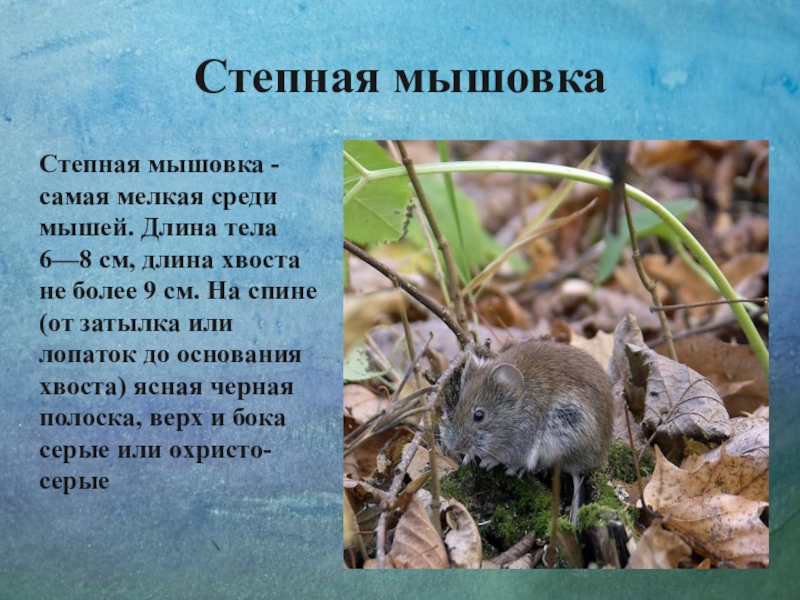 Степная мышовка
Степная мышовка -
самая мелкая среди
мышей. Длина тела
6—8 см, длина хвоста
не более 9 см. На спине
(от затылка или
лопаток до основания
хвоста) ясная черная
полоска, верх и бока
серые или охристо-
серые